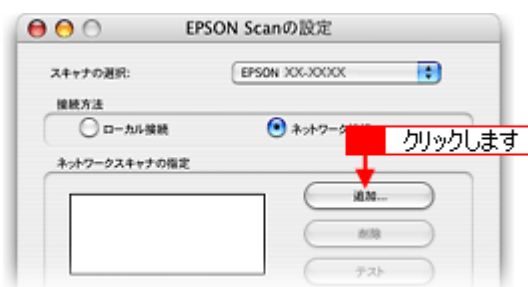 EPSON Scanの設定
スキャナの選択:
EPSON XX-XXXX
接続方法
ローカル接続
ネットワーク
クリックします
ネットワークスキャナの指定
追加...
削除
テスト